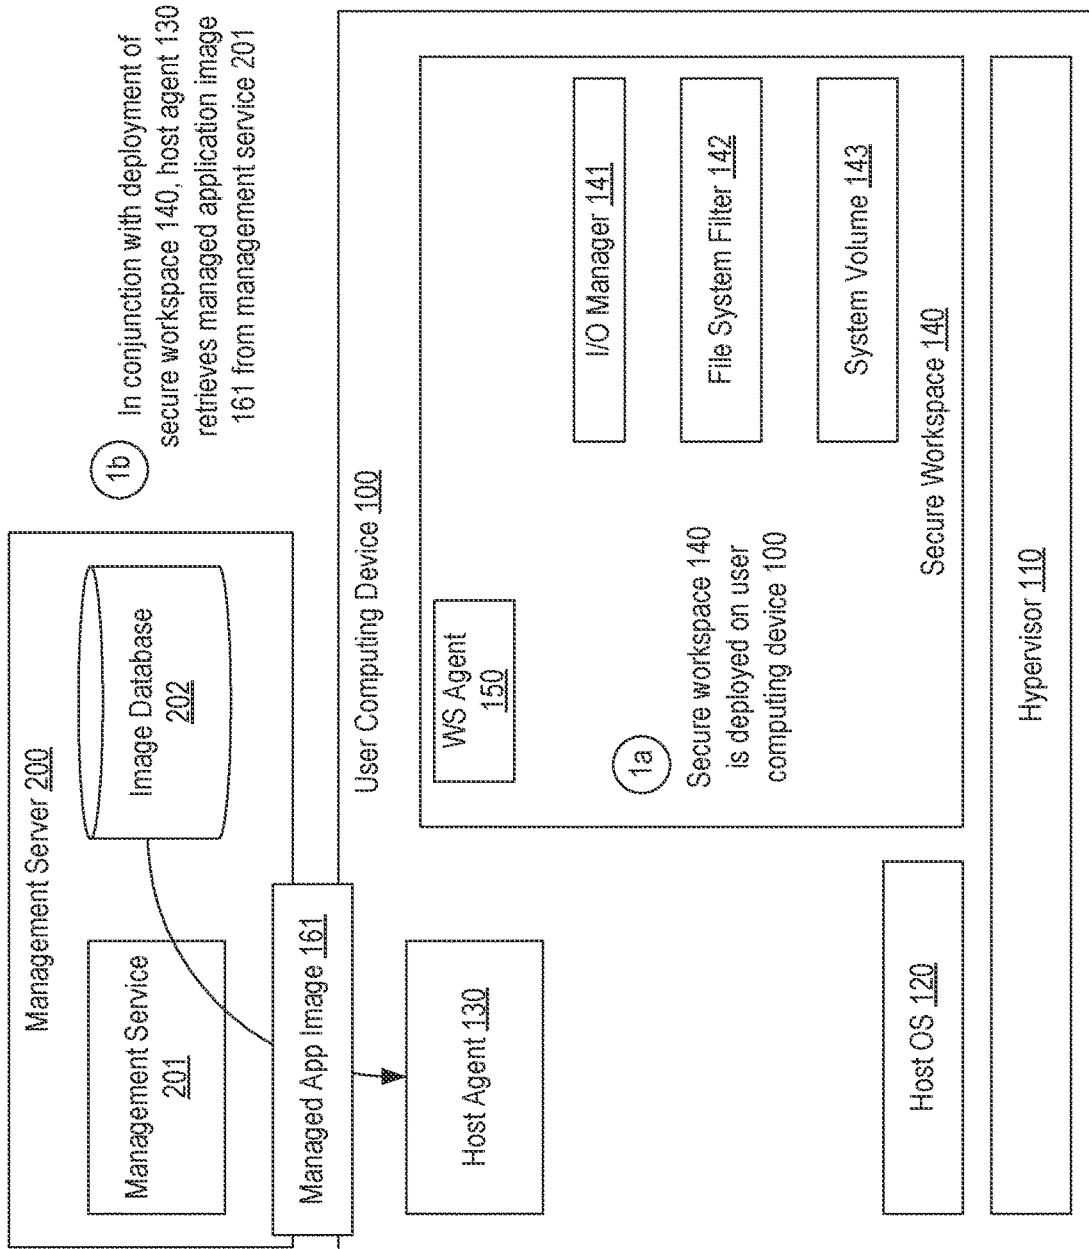 Management Server 200
Management Service
201
Image Database
202
1b
In conjunction with deployment of
secure workspace 140, host agent 130
retrieves managed application image
161 from management service 201
Managed App Image 161
User Computing Device 100
Host Agent 130
WS Agent
150
1a
Secure workspace 140
is deployed on user
computing device 100
I/O Manager 141
File System Filter 142
System Volume 143
Secure Workspace 140
Host OS 120
Hypervisor 110